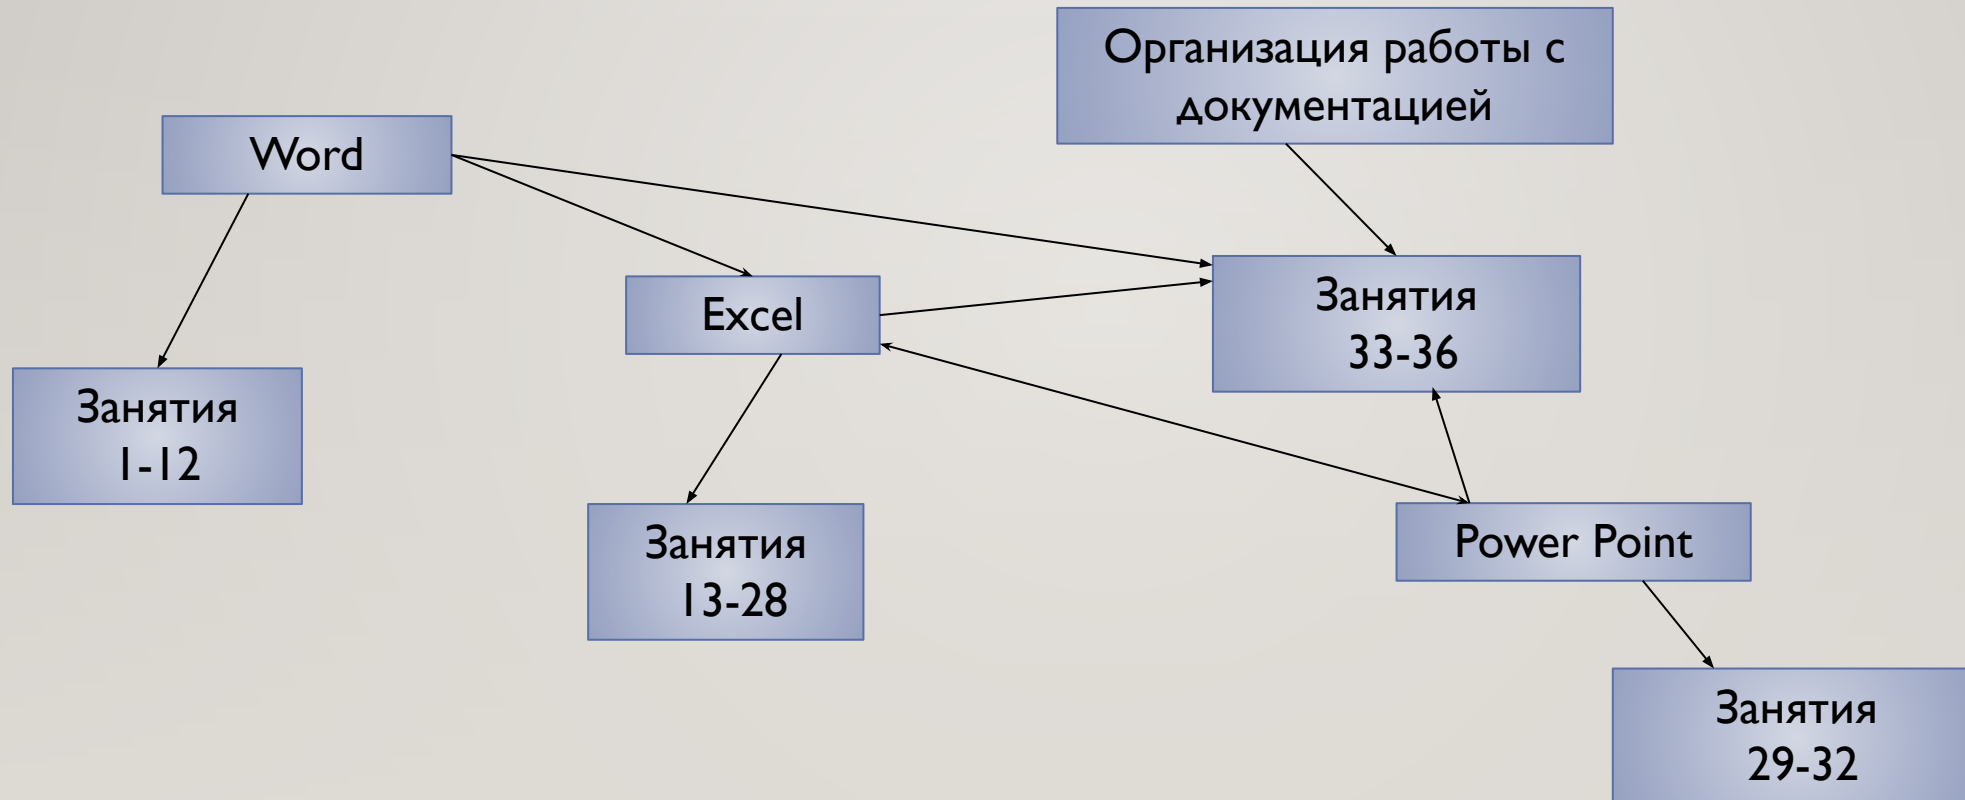 Организация работы с
документацией
Word
Excel
Занятия
33-36
Занятия
1-12
Занятия
13-28
Power Point
Занятия
29-32